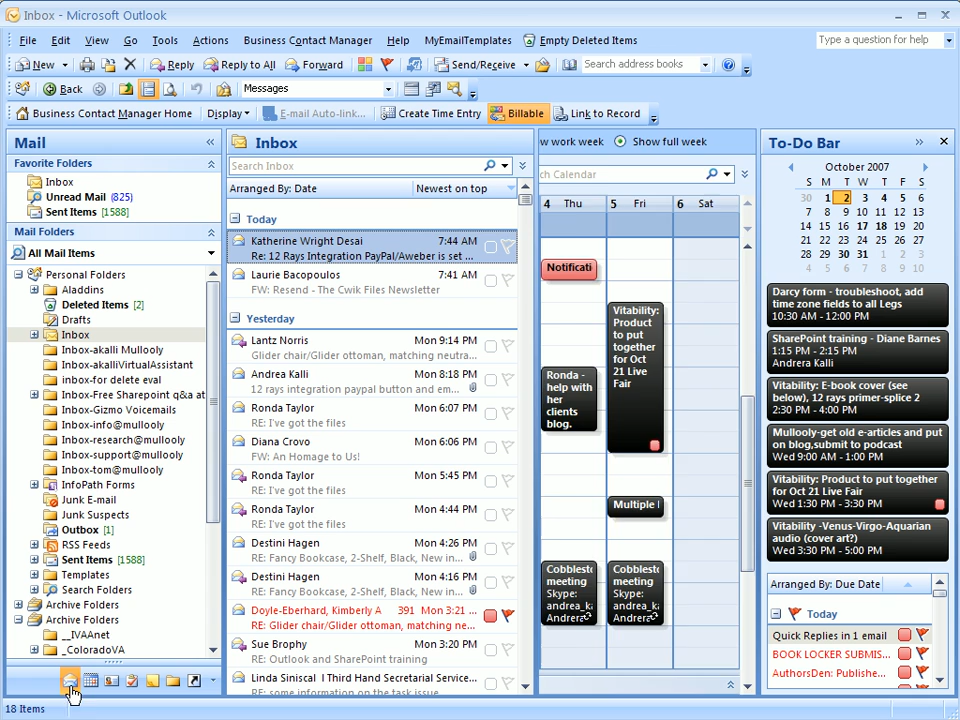 Inbox - Microsoft Outlook
File Edit View Go Tools Actions Business Contact Manager Help MyEmailTemplates Empty Deleted Items
Type a question for help
New Reply Reply to All Forward Send/Receive Search address books
Back Messages
Business Contact Manager Home Display E-mail Auto-link... Create Time Entry Billable Link to Record
Mail
Favorite Folders
Inbox
Unread Mail (825)
Sent Items [1588]
Mail Folders
All Mail Items
Personal Folders
Aladdins
Deleted Items [2]
Drafts
Inbox
Inbox-akalli Mullooly
Inbox-akalliVirtualAssistant
inbox-for delete eval
Inbox-Free Sharepoint q&a at
Inbox-Gizmo Voicemails
Inbox-info@mullooly
Inbox-research@mullooly
Inbox-support@mullooly
Inbox-tom@mullooly
InfoPath Forms
Junk E-mail
Junk Suspects
Outbox [1]
RSS Feeds
Sent Items [1588]
Templates
Search Folders
Archive Folders
Archive Folders
__IVAAnet
_ColoradoVA
18 Items
Inbox
Search Inbox
Arranged By: Date Newest on top
Today
Katherine Wright Desai 7:44 AM
Re: 12 Rays Integration PayPal/Aweber is set ...
Laurie Bacopoulos 7:41 AM
FW: Resend - The Cwik Files Newsletter
Yesterday
Lantz Norris Mon 9:14 PM
Glider chair/Glider ottoman, matching neutra...
Andrea Kalli Mon 8:18 PM
12 rays integration paypal button and em...
Ronda Taylor Mon 6:07 PM
RE: I've got the files
Diana Crovo Mon 6:06 PM
FW: An Homage to Us!
Ronda Taylor Mon 5:45 PM
RE: I've got the files
Ronda Taylor Mon 4:44 PM
RE: I've got the files
Destini Hagen Mon 4:26 PM
RE: Fancy Bookcase, 2-Shelf, Black, New in...
Destini Hagen Mon 4:16 PM
RE: Fancy Bookcase, 2-Shelf, Black, New in...
Doyle-Eberhard, Kimberly A 391 Mon 3:21 ...
RE: Glider chair/Glider ottoman, matching ne...
Sue Brophy Mon 3:20 PM
RE: Outlook and SharePoint training
Linda Siniscal l Third Hand Secretarial Service...
RE: some information on the task issue
w work week Show full week
ch Calendar
4 Thu 5 Fri 6 Sat
Notificati
Ronda -
help with
her
clients
blog.
Vitability:
Product
to put
together
for Oct
21 Live
Fair
Multiple l
Cobblest
meeting
Skype:
andrea_ka
Andrera
Cobblest
meeting
Skype:
andrea_ka
Andrera
To-Do Bar
October 2007
S M T W T F S
30 1 2 3 4 5 6
7 8 9 10 11 12 13
14 15 16 17 18 19 20
21 22 23 24 25 26 27
28 29 30 31 1 2 3
4 5 6 7 8 9 10
Darcy form - troubleshoot, add
time zone fields to all Legs
10:30 AM - 12:00 PM
SharePoint training - Diane Barnes
1:15 PM - 2:15 PM
Andrera Kalli
Vitability: E-book cover (see
below), 12 rays primer-splice 2
2:30 PM - 4:00 PM
Mullooly-get old e-articles and put
on blog,submit to podcast
Wed 9:00 AM - 1:00 PM
Vitability: Product to put together
for Oct 21 Live Fair
Wed 1:30 PM - 3:30 PM
Vitability -Venus-Virgo-Aquarian
audio (cover art?)
Wed 3:30 PM - 5:00 PM
Arranged By: Due Date
Today
Quick Replies in 1 email
BOOK LOCKER SUBMIS...
AuthorsDen: Publishe...